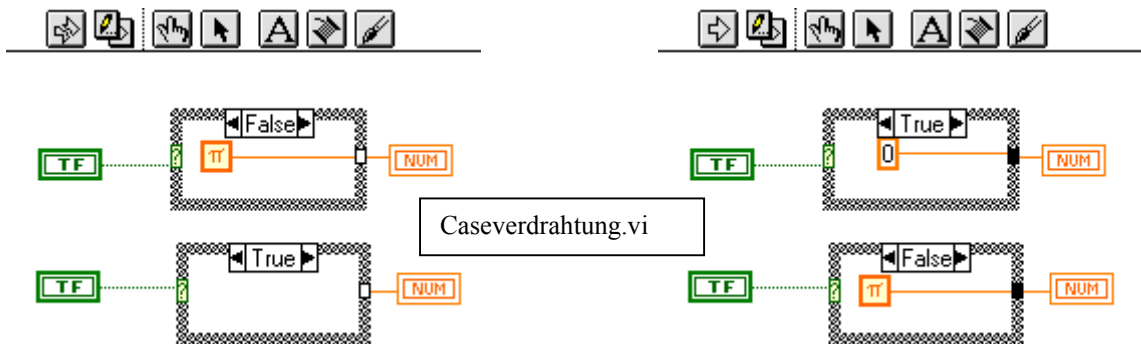 A A
False True
TF π NUM TF 0 NUM
Caseverdrahtung.vi
True False
TF NUM TF π NUM